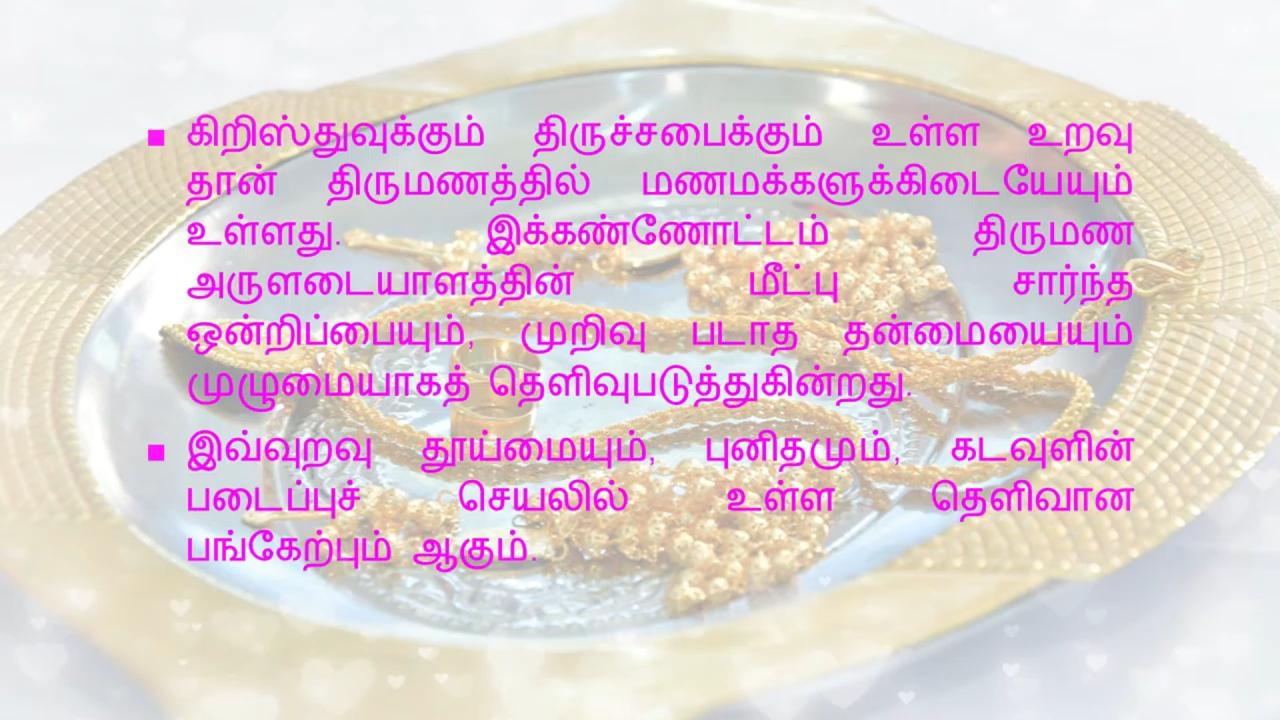 ▪ கிறிஸ்துவுக்கும் திருச்சபைக்கும் உள்ள உறவு
தான் திருமணத்தில் மணமக்களுக்கிடையேயும்
உள்ளது. இக்கண்ணோட்டம் திருமண
அருளடையாளத்தின் மீட்பு சார்ந்த
ஒன்றிப்பையும், முறிவு படாத தன்மையையும்
முழுமையாகத் தெளிவுபடுத்துகின்றது.
▪ இவ்வுறவு தூய்மையும், புனிதமும், கடவுளின்
படைப்புச் செயலில் உள்ள தெளிவான
பங்கேற்பும் ஆகும்.